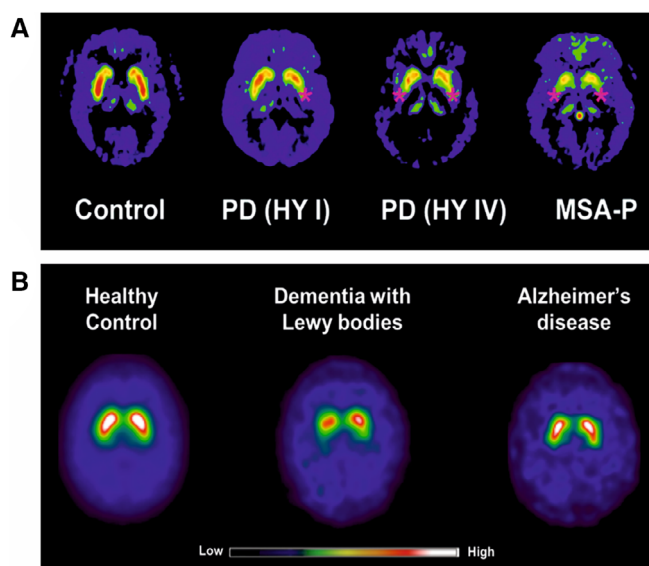 A
Control PD (HY I) PD (HY IV) MSA-P
B
Healthy Control
Dementia with Lewy bodies
Alzheimer's disease
Low High